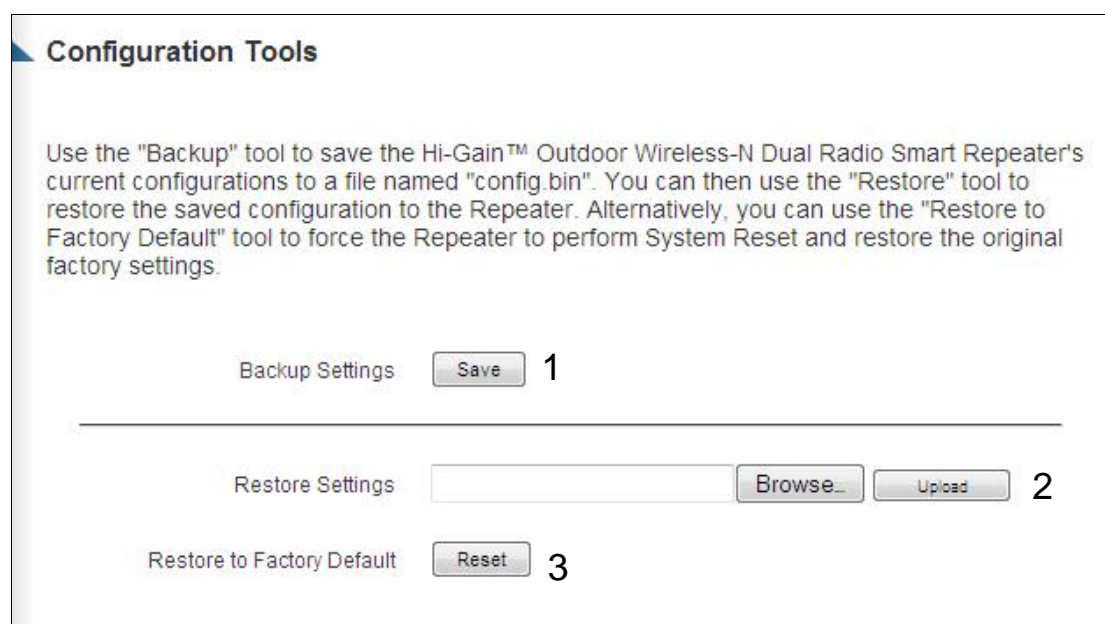 Configuration Tools
Use the "Backup" tool to save the Hi-Gain™ Outdoor Wireless-N Dual Radio Smart Repeater's
current configurations to a file named "config.bin". You can then use the "Restore" tool to
restore the saved configuration to the Repeater. Alternatively, you can use the "Restore to
Factory Default" tool to force the Repeater to perform System Reset and restore the original
factory settings.
Backup Settings Save 1
Restore Settings Browse... Upload 2
Restore to Factory Default Reset 3